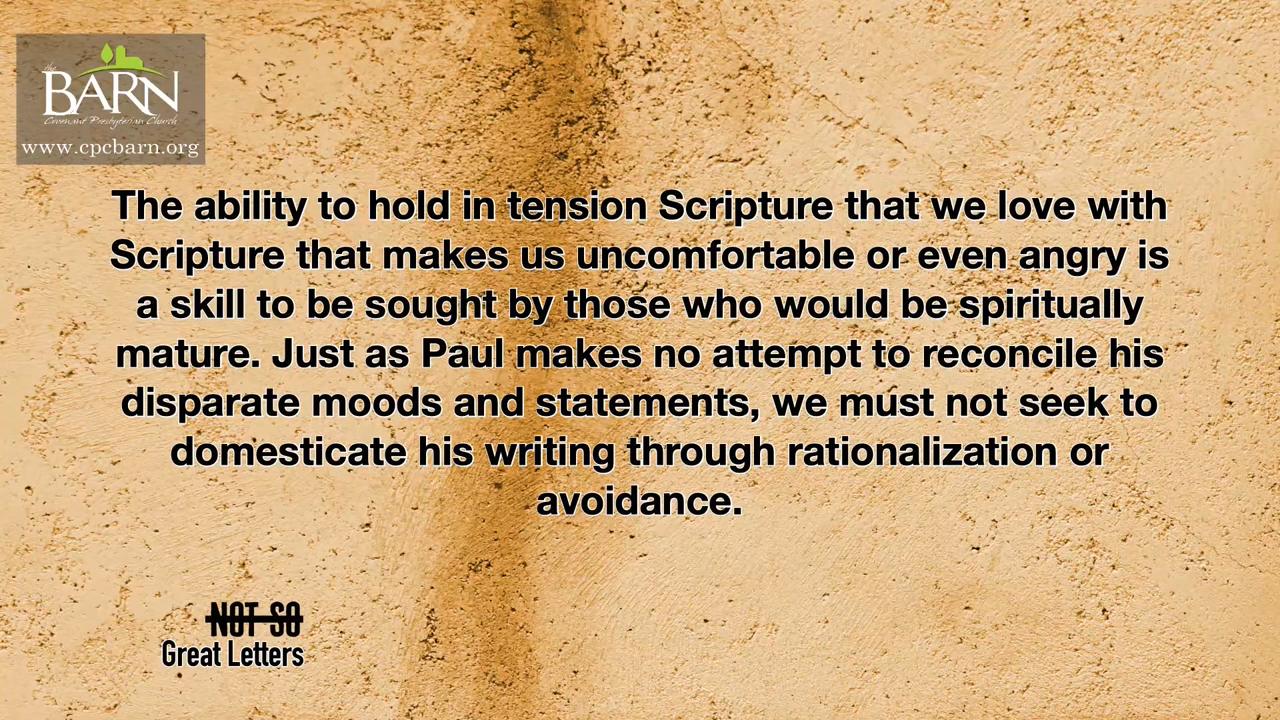 the
BARN
Covenant Presbyterian Church
www.cpcbarn.org
The ability to hold in tension Scripture that we love with
Scripture that makes us uncomfortable or even angry is
a skill to be sought by those who would be spiritually
mature. Just as Paul makes no attempt to reconcile his
disparate moods and statements, we must not seek to
domesticate his writing through rationalization or
avoidance.
NOT SO
Great Letters